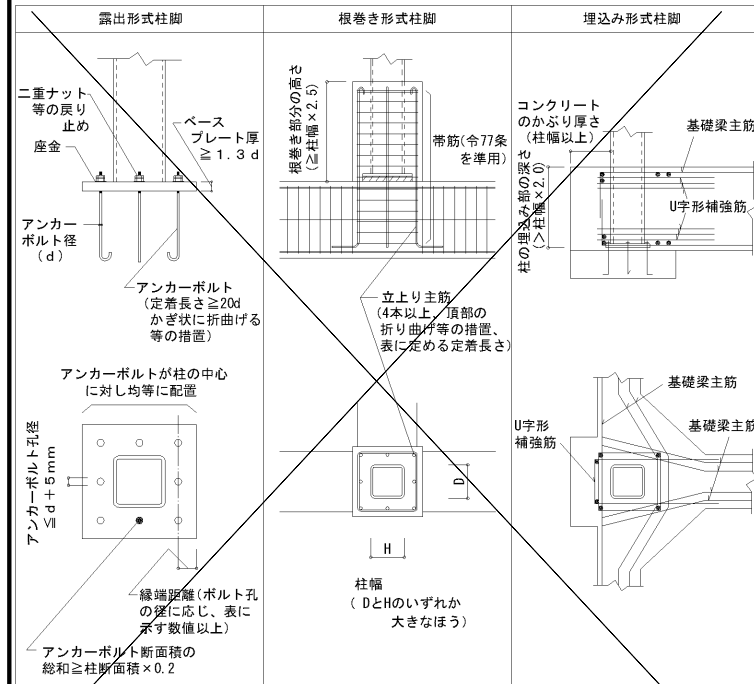 露出形式柱脚
根巻き形式柱脚
埋込み形式柱脚
二重ナット
等の戻り
止め
座金
ベース
プレート厚
≧1.3d
アンカー
ボルト径
(d)
アンカーボルト
(定着長さ≧20d
かぎ状に折曲げる
等の措置)
アンカーボルトが柱の中心
に対し均等に配置
アンカーボルト孔径
≦d+5mm
縁端距離(ボルト孔
の径に応じ、表に
示す数値以上)
アンカーボルト断面積の
総和≧柱断面積×0.2
根巻き部分の高さ
(≧柱幅×2.5)
帯筋(令77条
を準用)
立上り主筋
(4本以上、頂部の
折り曲げ等の措置、
表に定める定着長さ)
D
H
柱幅
( DとHのいずれか
大きなほう)
コンクリート
のかぶり厚さ
(柱幅以上)
基礎梁主筋
U字形補強筋
柱の埋込み部の深さ
(>柱幅×2.0)
基礎梁主筋
U字形
補強筋
基礎梁主筋